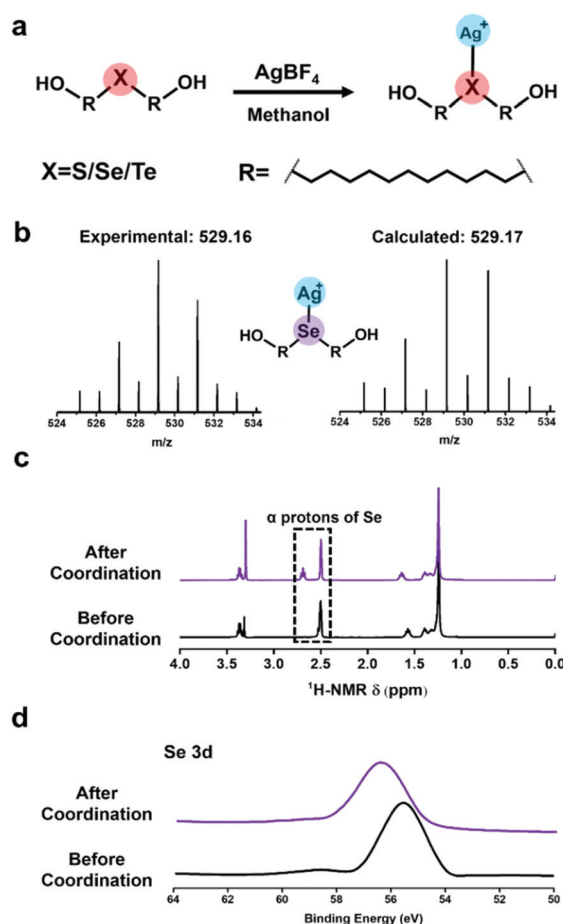 a
HO
X
OH
R
R
AgBF4
Methanol
Ag+
HO
X
OH
R
R
X=S/Se/Te
R=
b
Experimental: 529.16
Calculated: 529.17
Ag+
HO
Se
OH
R
R
524 526 528 530 532 534
m/z
524 526 528 530 532 534
m/z
c
α protons of Se
After
Coordination
Before
Coordination
4.0 3.5 3.0 2.5 2.0 1.5 1.0 0.5 0.0
1H-NMR δ (ppm)
d
Se 3d
After
Coordination
Before
Coordination
64 62 60 58 56 54 52 50
Binding Energy (eV)